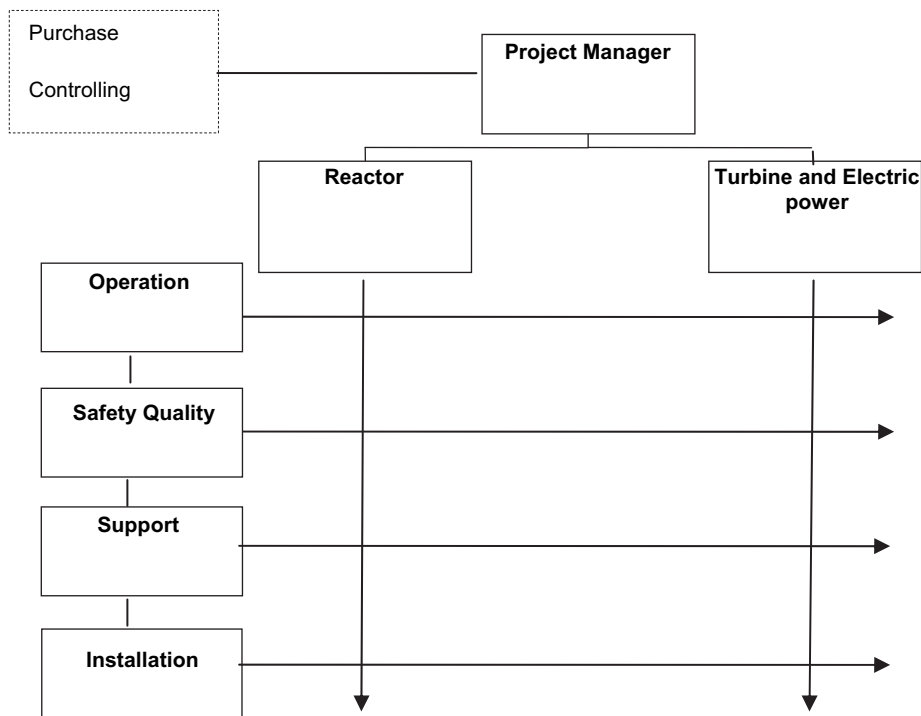 Purchase
Controlling
Project Manager
Reactor
Turbine and Electric
power
Operation
Safety Quality
Support
Installation